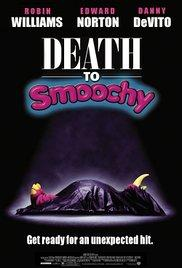 ROBIN EDWARD DANNY
WILLIAMS NORTON DeVITO
DEATH
TO Smoochy
Get ready for an unexpected hit.